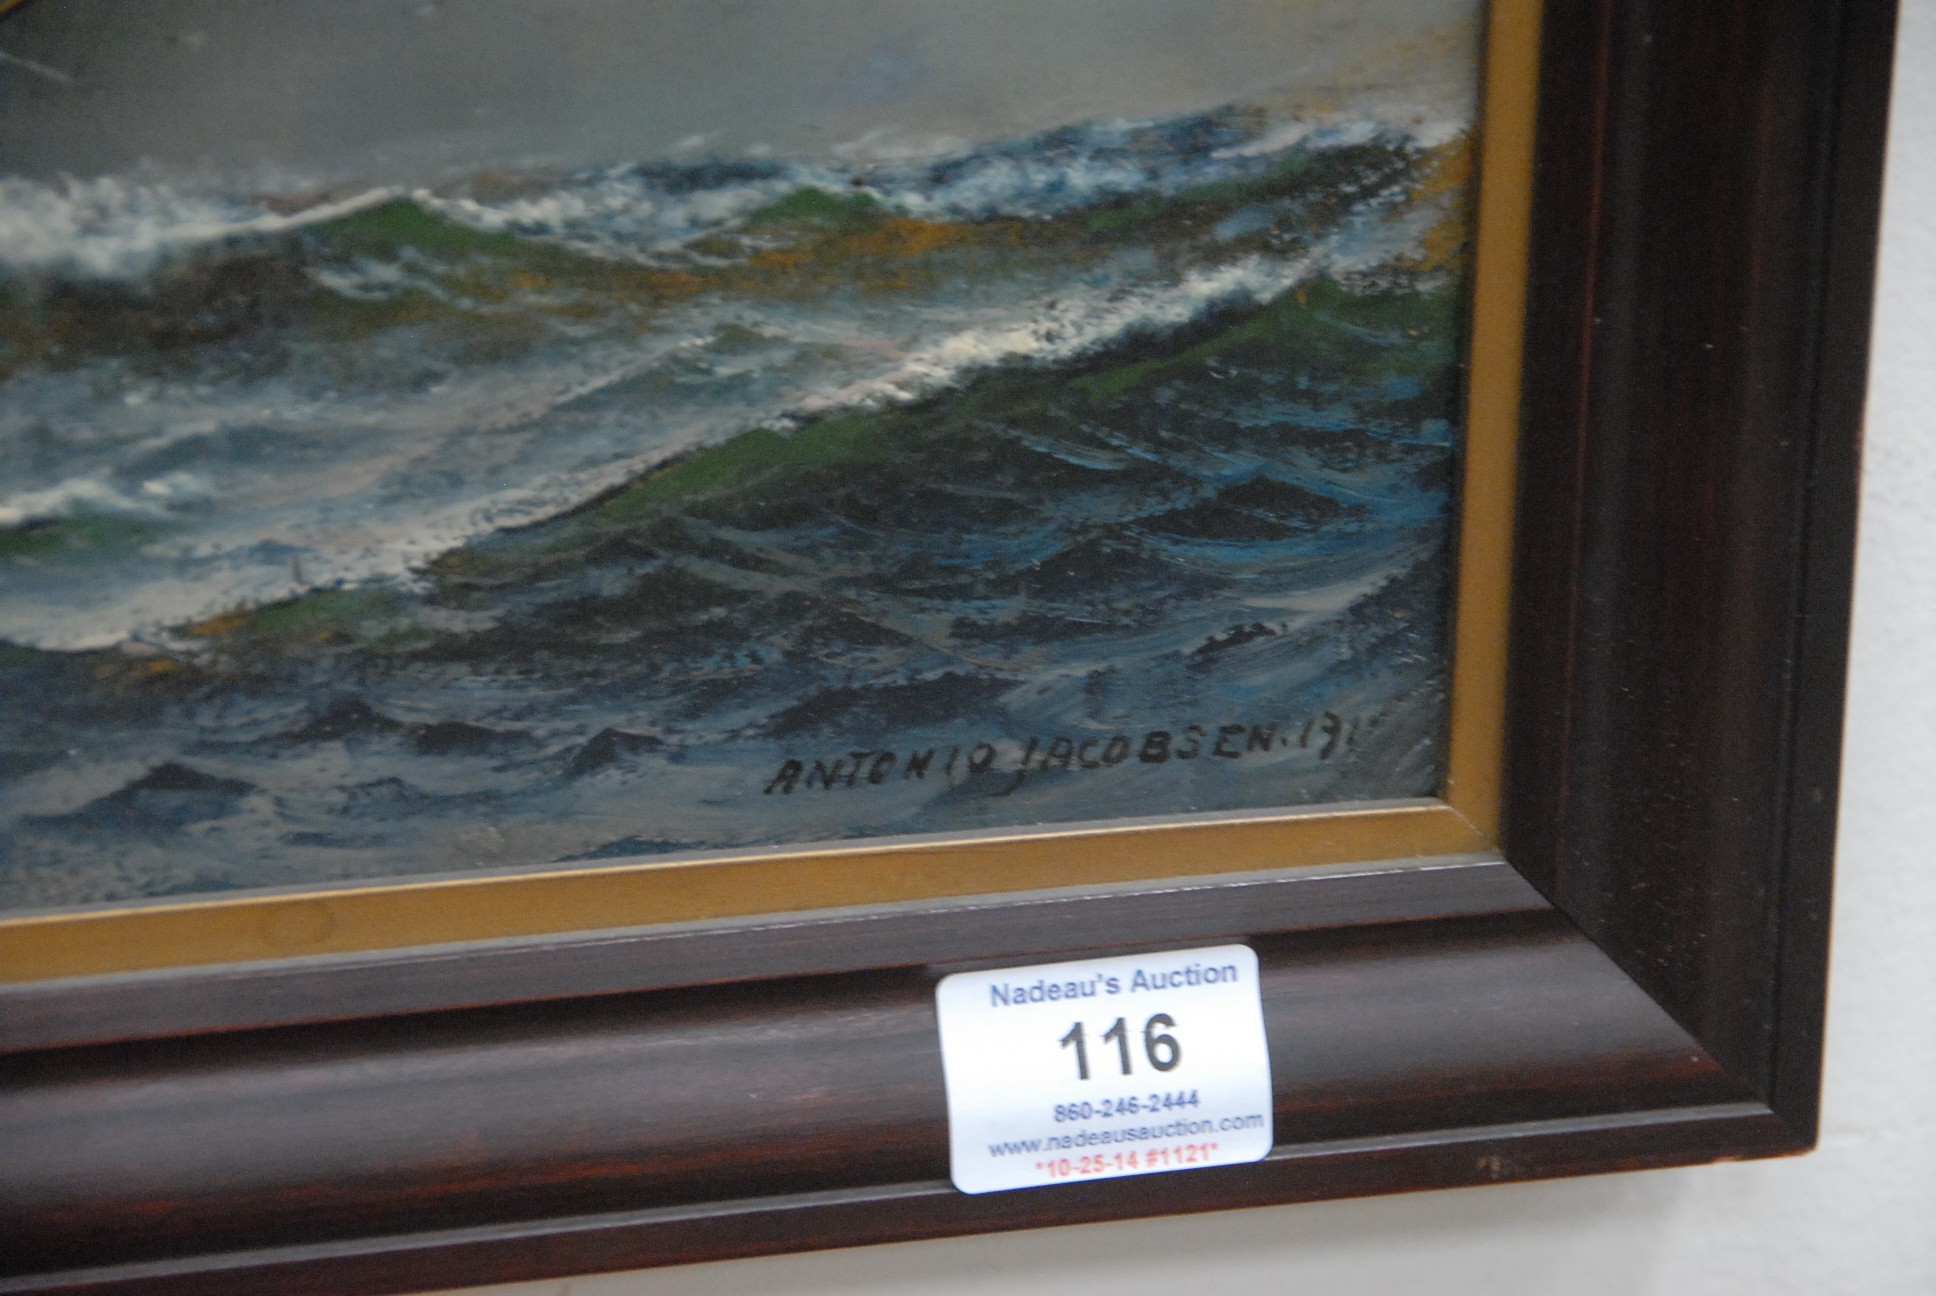 ANTONIO JACOBSEN. 191
Nadeau's Auction
116
860-246-2444
www.nadeausauction.com
*10-25-14 #1121*